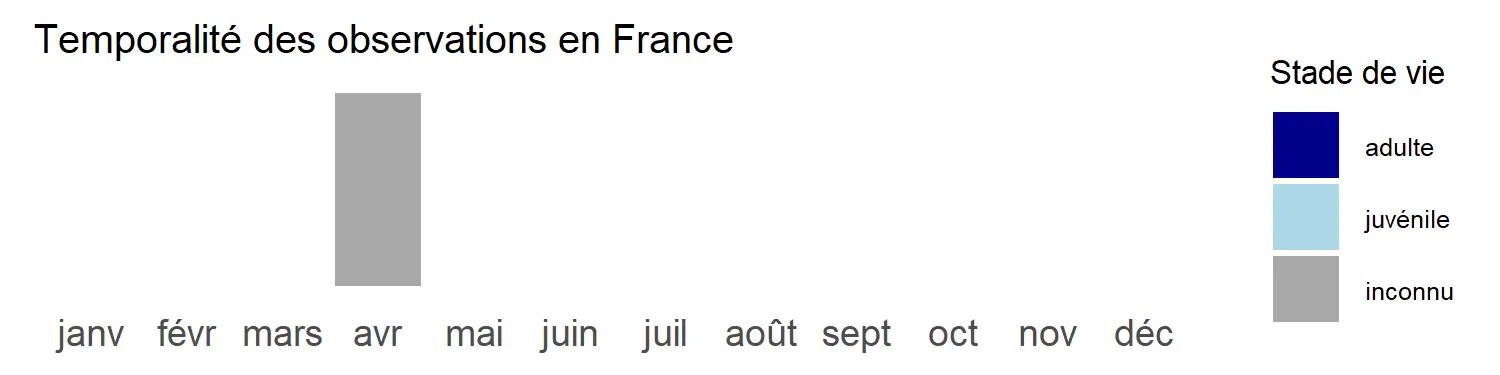 Temporalité des observations en France
janv févr mars avr mai juin juil août sept oct nov déc
Stade de vie
adulte
juvénile
inconnu